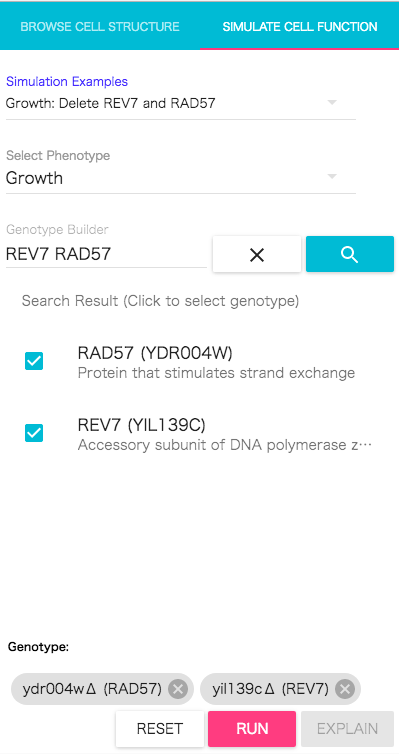 BROWSE CELL STRUCTURE SIMULATE CELL FUNCTION
Simulation Examples
Growth: Delete REV7 and RAD57
Select Phenotype
Growth
Genotype Builder
REV7 RAD57
Search Result (Click to select genotype)
RAD57 (YDR004W)
Protein that stimulates strand exchange
REV7 (YIL139C)
Accessory subunit of DNA polymerase z⋯
Genotype:
ydr004wΔ (RAD57) yil139cΔ (REV7)
RESET RUN EXPLAIN